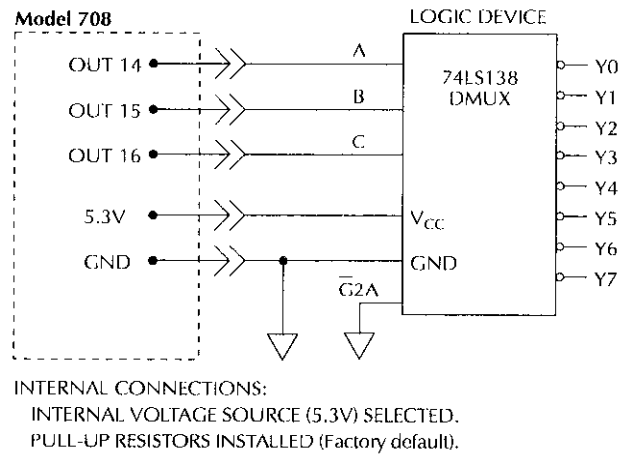 Model 708
LOGIC DEVICE
OUT 14
A
Y0
74LS138
DMUX
Y1
OUT 15
B
Y2
OUT 16
C
Y3
Y4
5.3V
VCC
Y5
Y6
GND
GND
G2A
Y7
INTERNAL CONNECTIONS:
INTERNAL VOLTAGE SOURCE (5.3V) SELECTED.
PULL-UP RESISTORS INSTALLED (Factory default).